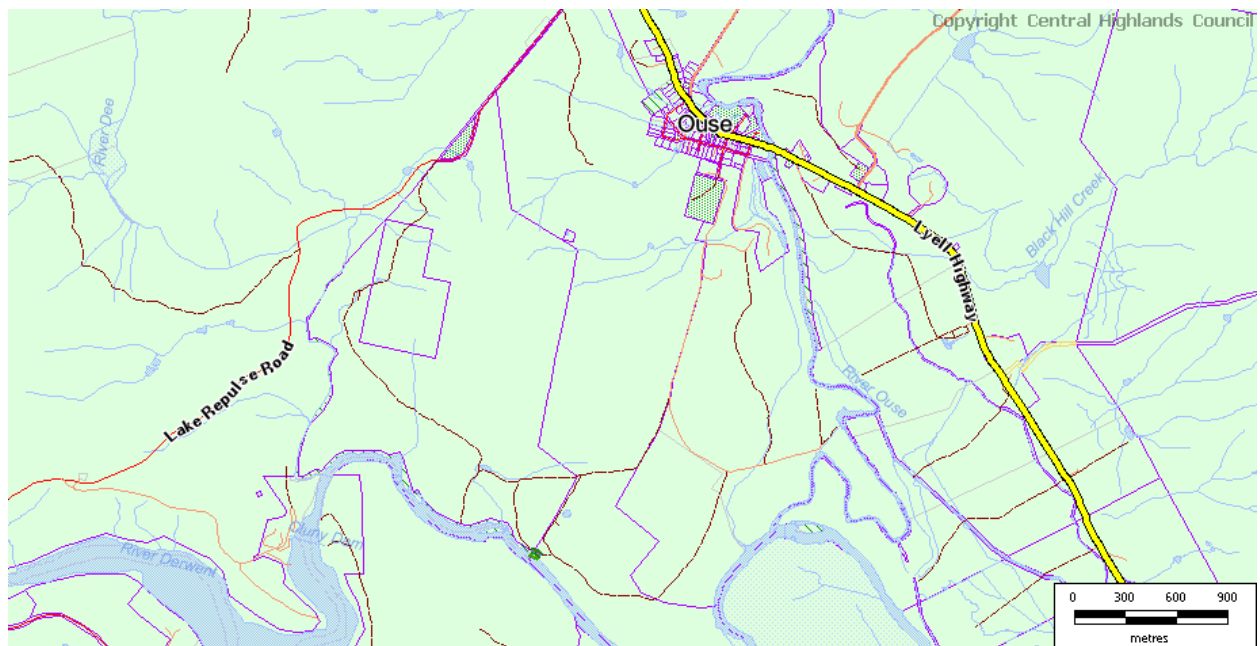 Copyright Central Highlands Council
River Dee
Ouse
Black Hill Creek
Lyell Highway
Lake Repulse Road
River Ouse
Cluny Dam
River Derwent
0 300 600 900
metres